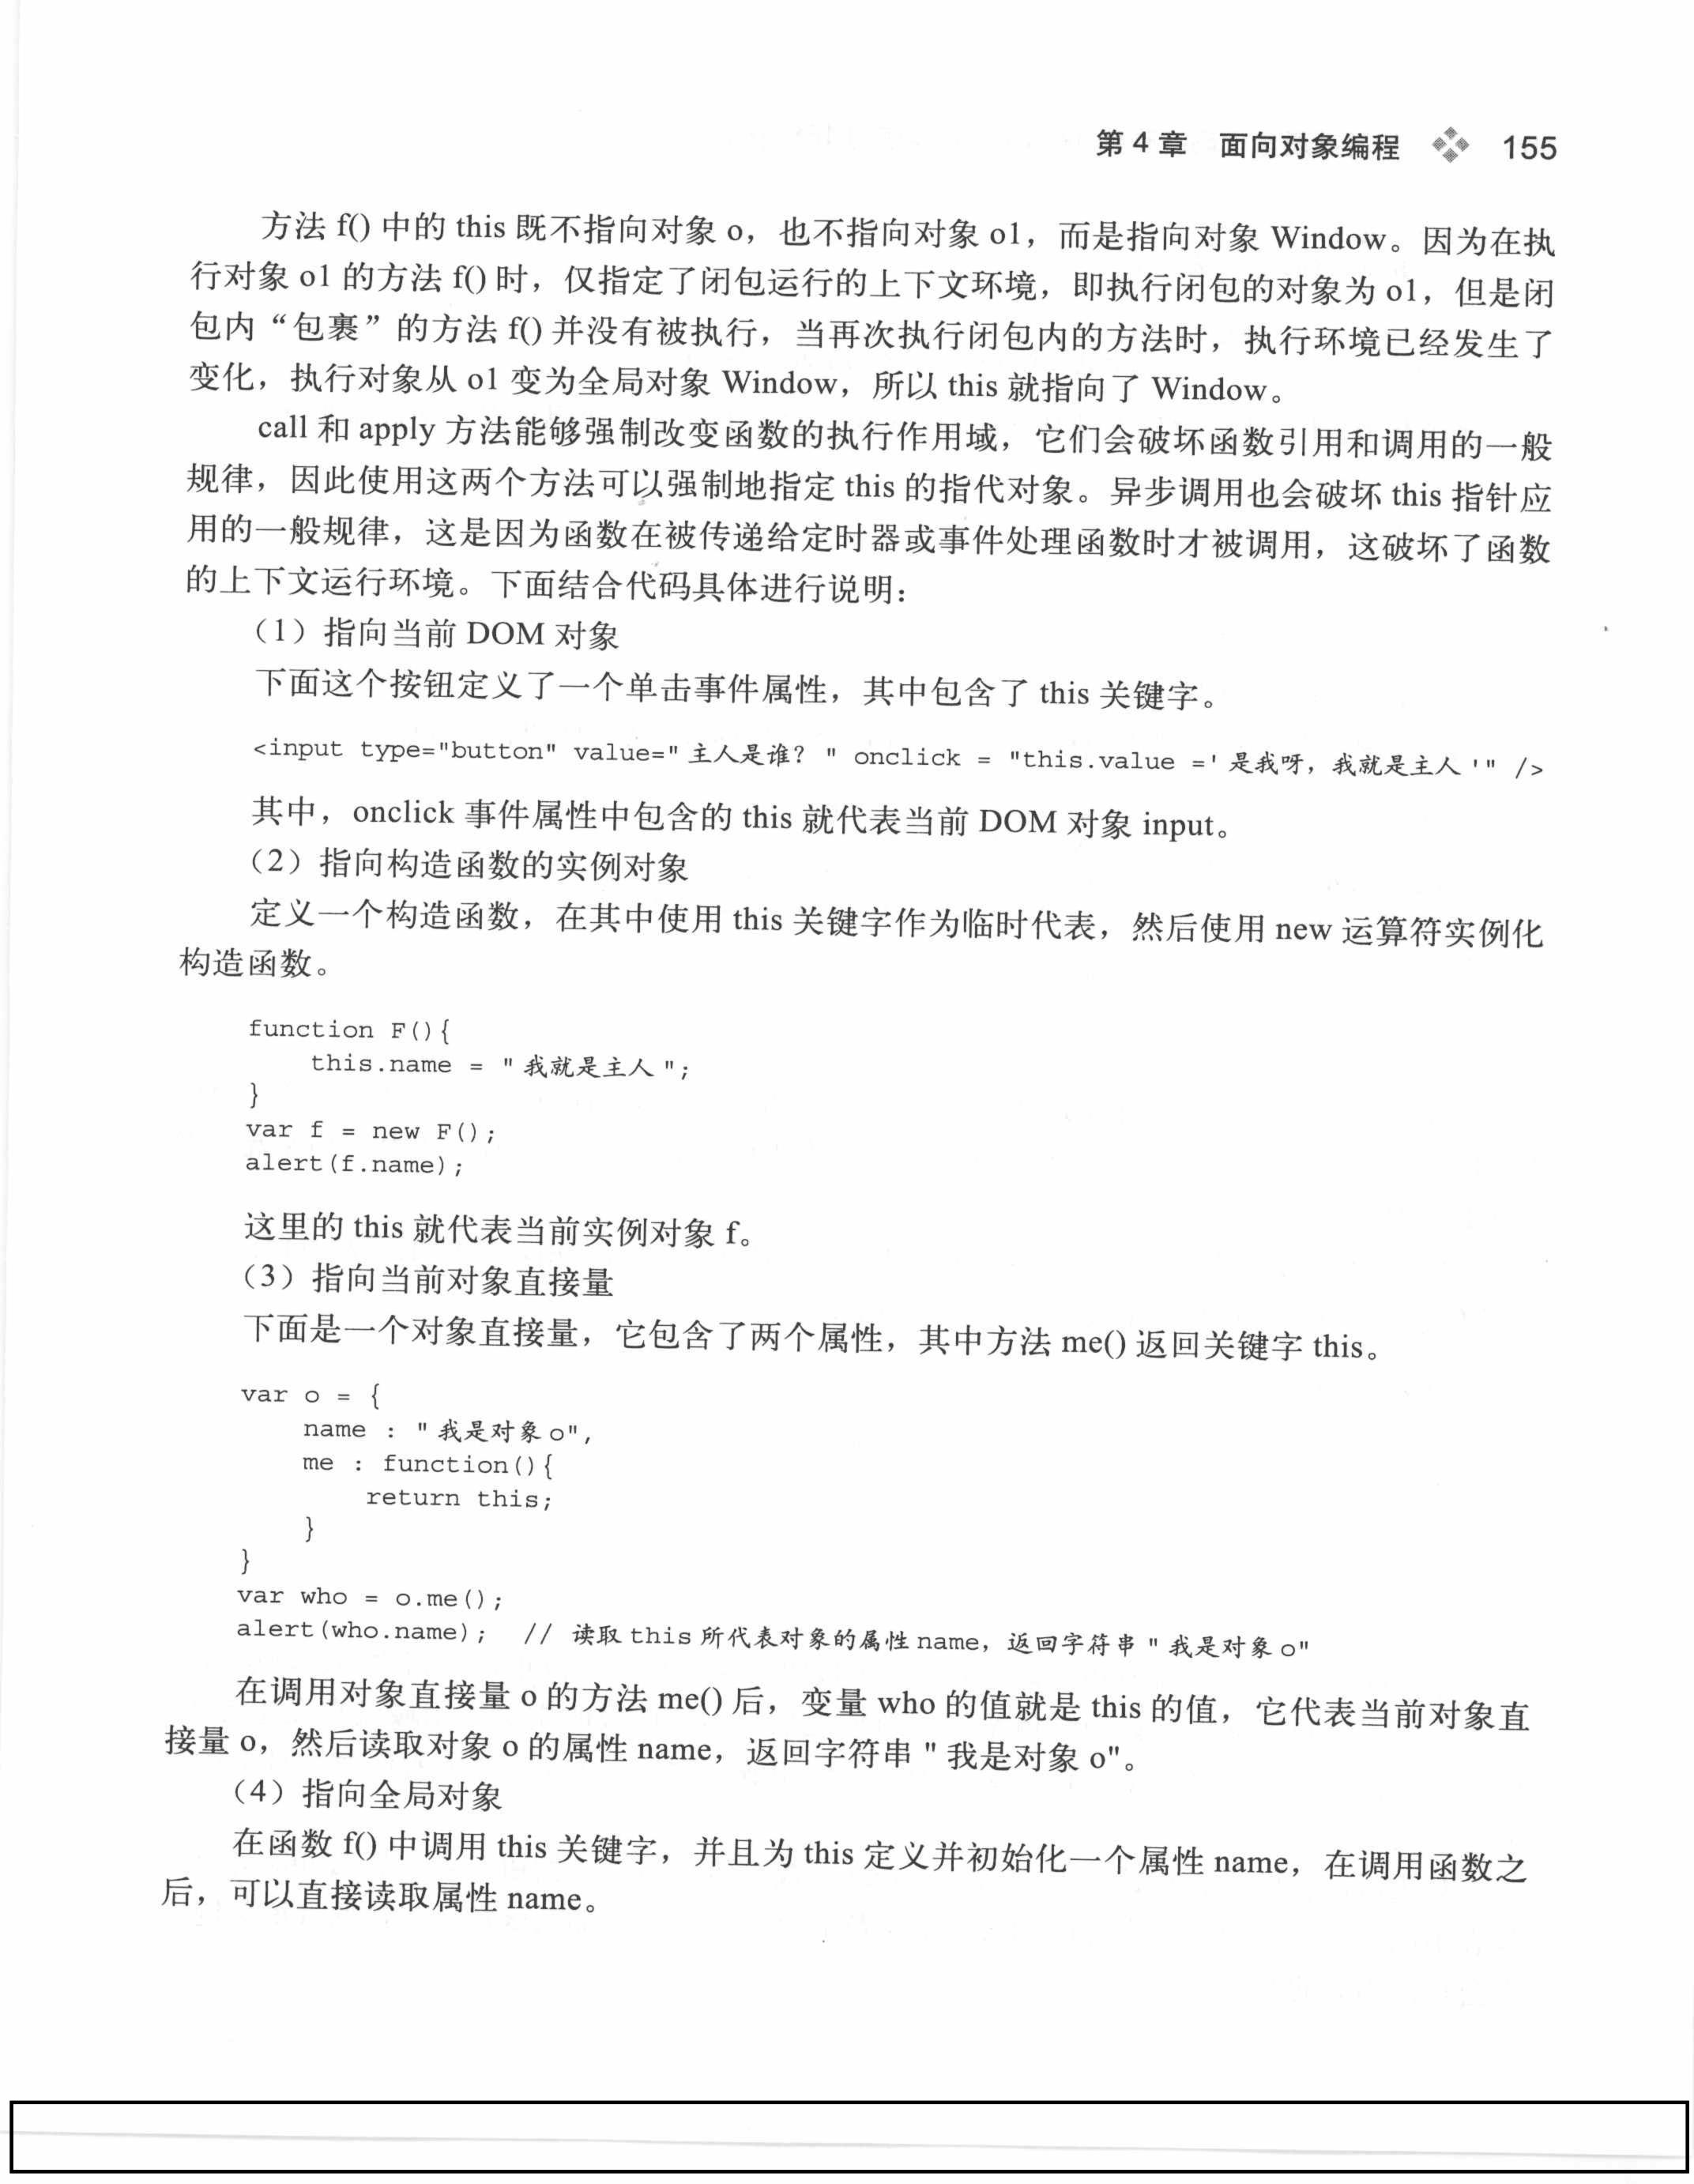 第 4 章 面向对象编程 155
方法 f() 中的 this 既不指向对象 o，也不指向对象 o1，而是指向对象 Window。因为在执
行对象 o1 的方法 f() 时，仅指定了闭包运行的上下文环境，即执行闭包的对象为 o1，但是闭
包内“包裹”的方法 f() 并没有被执行，当再次执行闭包内的方法时，执行环境已经发生了
变化，执行对象从 o1 变为全局对象 Window，所以 this 就指向了 Window。
call 和 apply 方法能够强制改变函数的执行作用域，它们会破坏函数引用和调用的一般
规律，因此使用这两个方法可以强制地指定 this 的指代对象。异步调用也会破坏 this 指针应
用的一般规律，这是因为函数在被传递给定时器或事件处理函数时才被调用，这破坏了函数
的上下文运行环境。下面结合代码具体进行说明：
（1）指向当前 DOM 对象
下面这个按钮定义了一个单击事件属性，其中包含了 this 关键字。
<input type="button" value=" 主人是谁？ " onclick = "this.value =' 是我呀，我就是主人 '" />
其中，onclick 事件属性中包含的 this 就代表当前 DOM 对象 input。
（2）指向构造函数的实例对象
定义一个构造函数，在其中使用 this 关键字作为临时代表，然后使用 new 运算符实例化
构造函数。
function F(){
    this.name = " 我就是主人 ";
}
var f = new F();
alert(f.name);
这里的 this 就代表当前实例对象 f。
（3）指向当前对象直接量
下面是一个对象直接量，它包含了两个属性，其中方法 me() 返回关键字 this。
var o = {
    name : " 我是对象 o",
    me : function(){
        return this;
    }
}
var who = o.me();
alert(who.name);  // 读取 this 所代表对象的属性 name，返回字符串 " 我是对象 o"
在调用对象直接量 o 的方法 me() 后，变量 who 的值就是 this 的值，它代表当前对象直
接量 o，然后读取对象 o 的属性 name，返回字符串 " 我是对象 o"。
（4）指向全局对象
在函数 f() 中调用 this 关键字，并且为 this 定义并初始化一个属性 name，在调用函数之
后，可以直接读取属性 name。